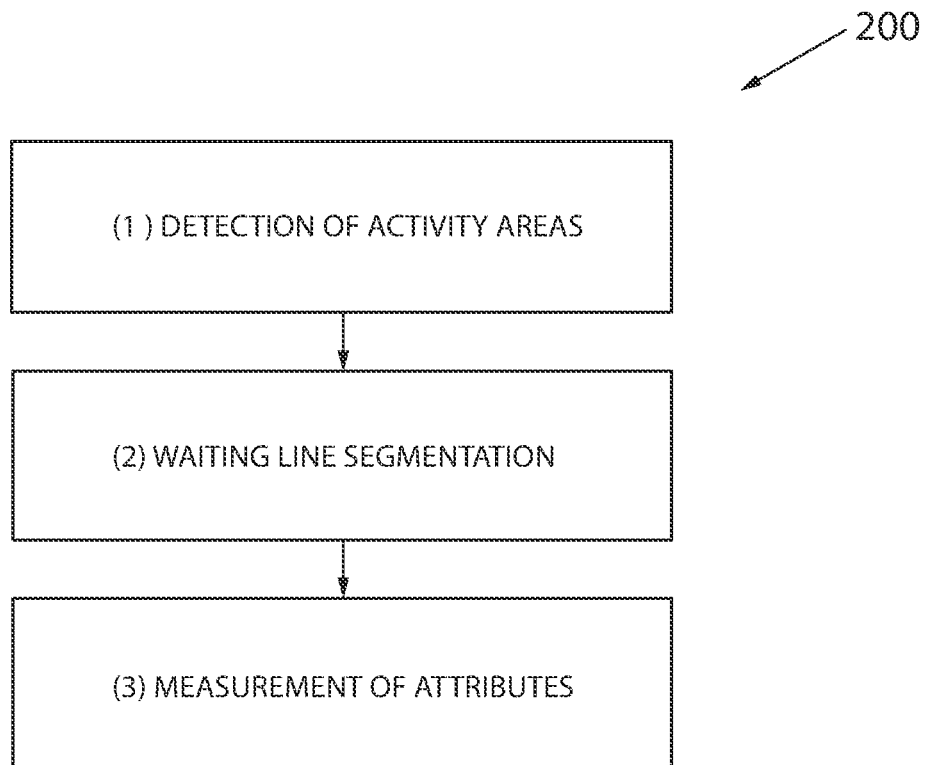 200
(1 ) DETECTION OF ACTIVITY AREAS
(2) WAITING LINE SEGMENTATION
(3) MEASUREMENT OF ATTRIBUTES